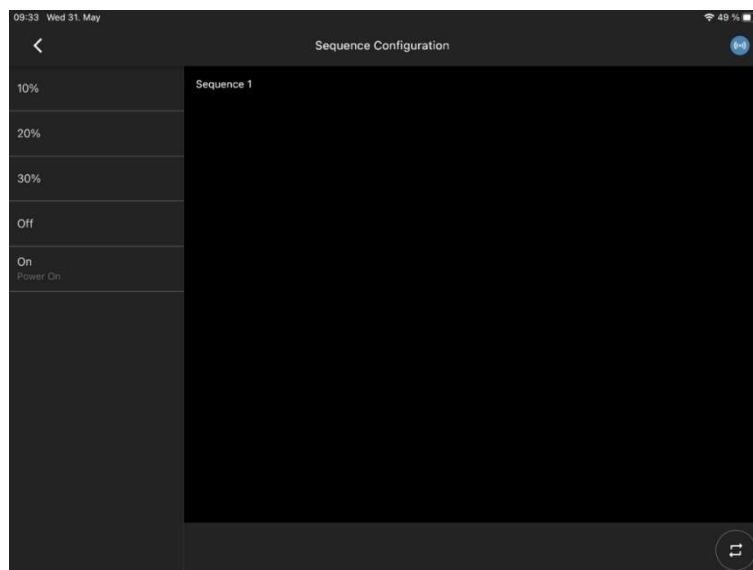 09:33 Wed 31. May
49 %
Sequence Configuration
10%
20%
30%
Off
On
Power On
Sequence 1